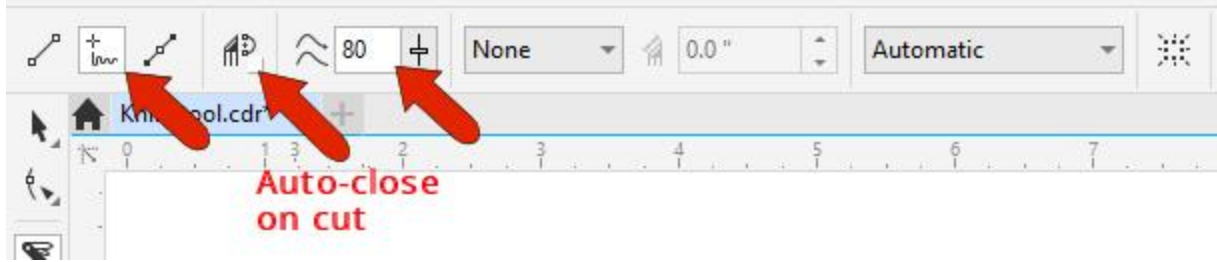 80 None 0.0 " Automatic
ool.cdr*
0 1 3 2 3 4 5 6 7
Auto-close
on cut